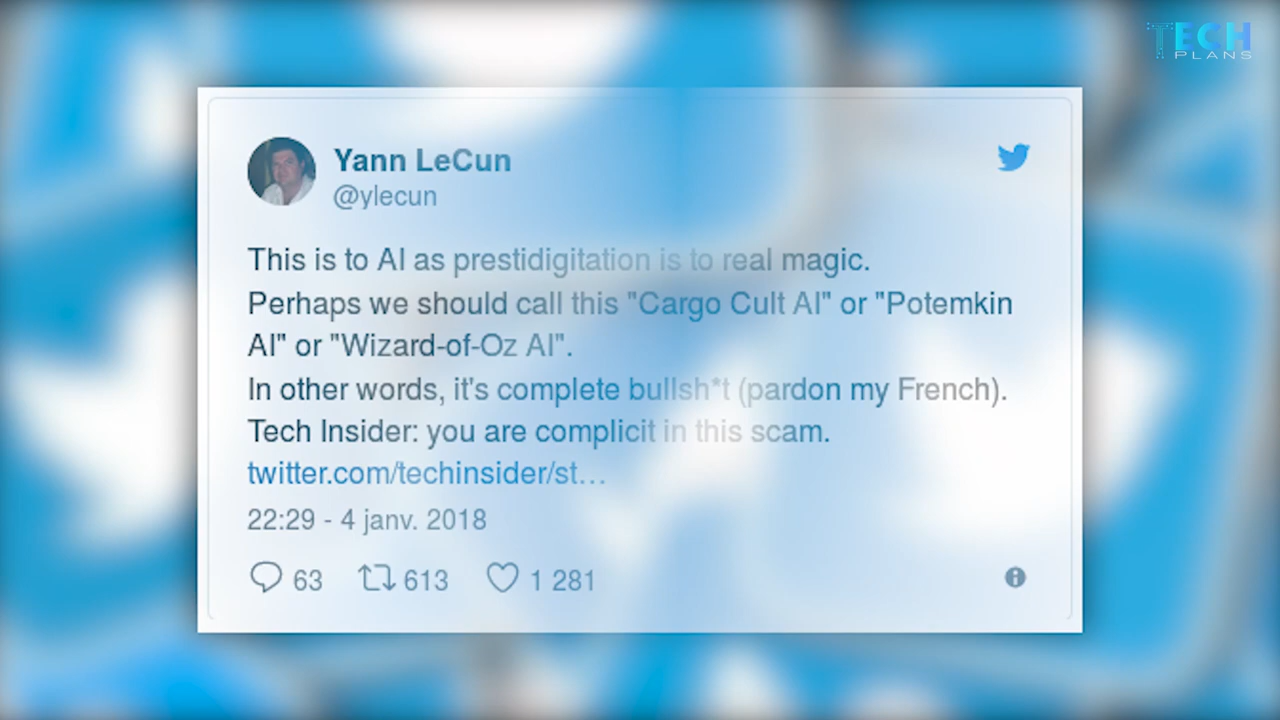 TECH
PLANS
Yann LeCun
@ylecun
This is to AI as prestidigitation is to real magic.
Perhaps we should call this "Cargo Cult AI" or "Potemkin
AI" or "Wizard-of-Oz AI".
In other words, it's complete bullsh*t (pardon my French).
Tech Insider: you are complicit in this scam.
twitter.com/techinsider/st…
22:29 - 4 janv. 2018
63 613 1 281